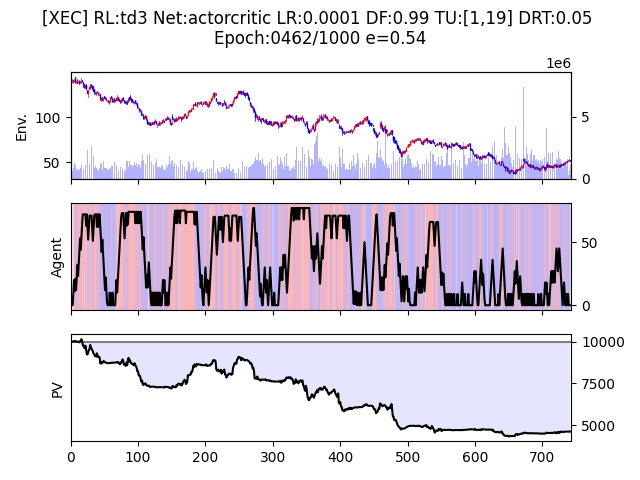 [XEC] RL:td3 Net:actorcritic LR:0.0001 DF:0.99 TU:[1,19] DRT:0.05
Epoch:0462/1000 e=0.54
1e6
Env.
100
50
5
0
Agent
50
0
PV
10000
7500
5000
0 100 200 300 400 500 600 700